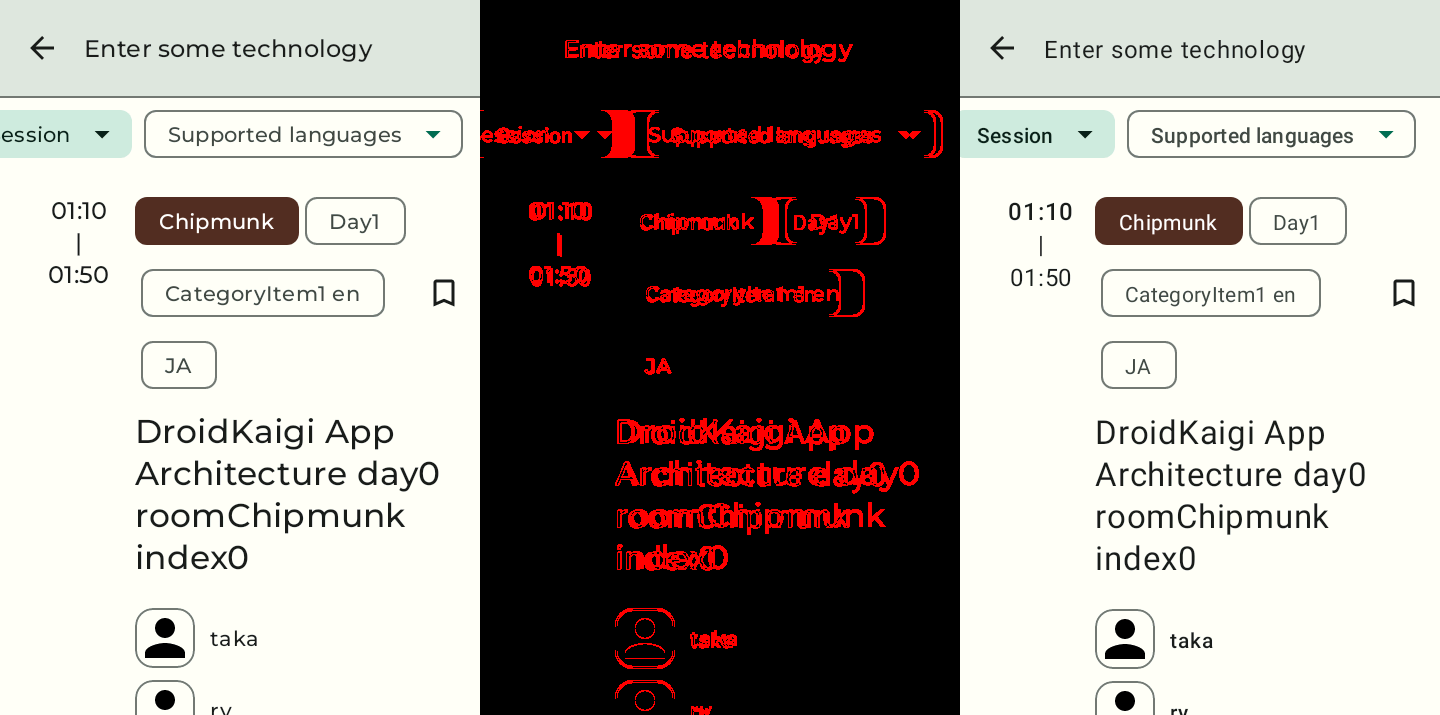 Enter some technology
ession Supported languages
01:10 Chipmunk Day1
|
01:50
CategoryItem1 en
JA
DroidKaigi App
Architecture day0
roomChipmunk
index0
taka
ry
Enter some technology
Session Supported languages
01:10 Chipmunk Day1
|
01:50
CategoryItem1 en
JA
DroidKaigi App
Architecture day0
roomChipmunk
index0
taka
ry
Enter some technology
Session Supported languages
01:10 Chipmunk Day1
|
01:50
CategoryItem1 en
JA
DroidKaigi App
Architecture day0
roomChipmunk
index0
taka
ry